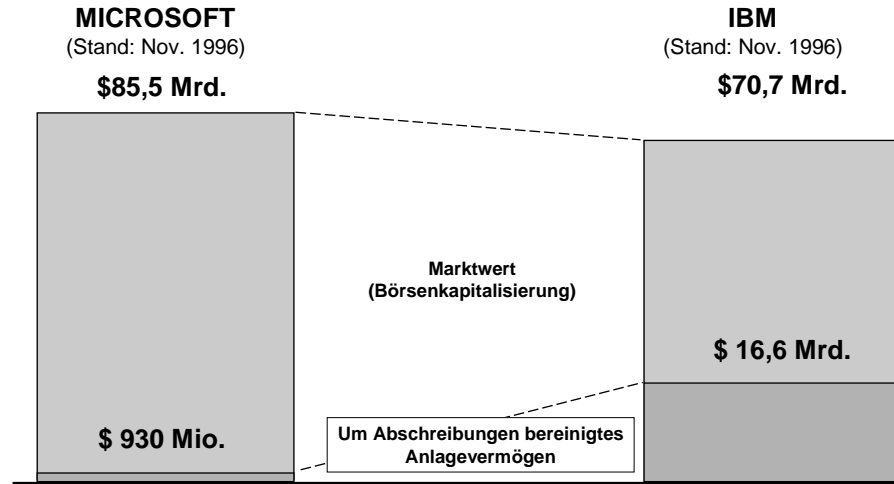 MICROSOFT
(Stand: Nov. 1996)
$85,5 Mrd.
IBM
(Stand: Nov. 1996)
$70,7 Mrd.
Marktwert
(Börsenkapitalisierung)
$ 16,6 Mrd.
$ 930 Mio.
Um Abschreibungen bereinigtes
Anlagevermögen